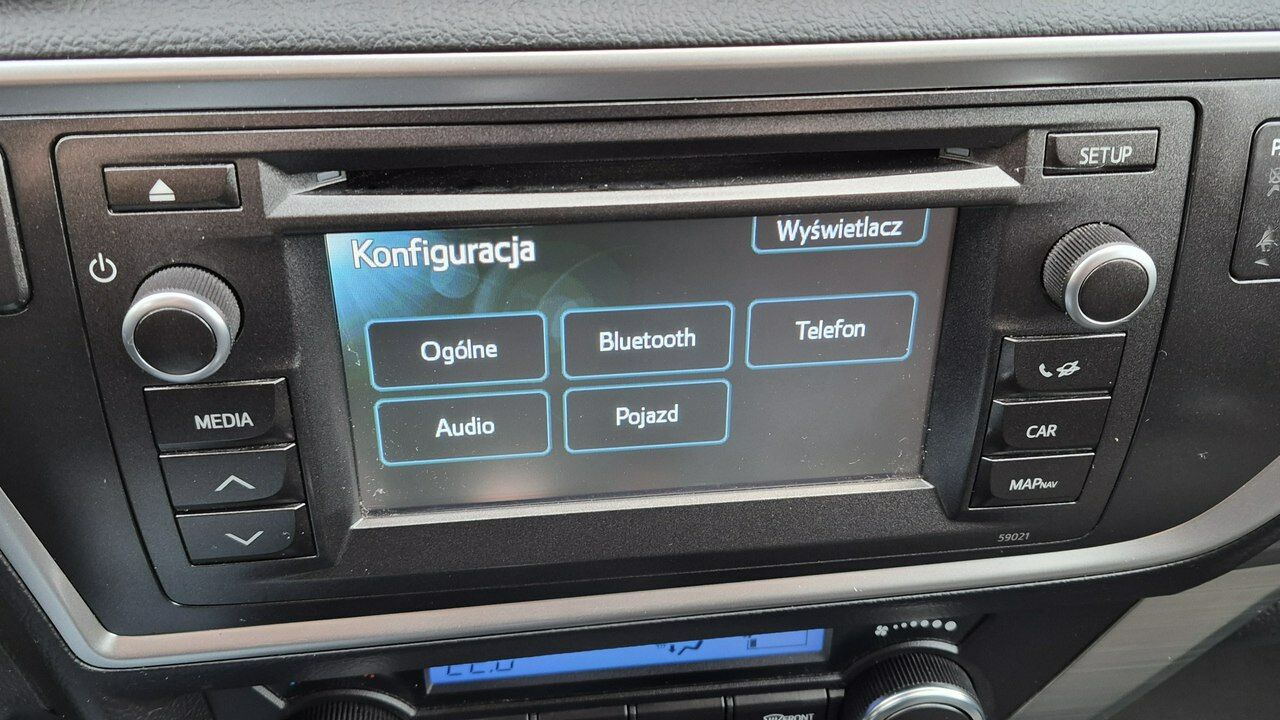 SETUP
Konfiguracja
Wyświetlacz
Ogólne
Bluetooth
Telefon
Audio
Pojazd
MEDIA
CAR
MAPNAV
59021